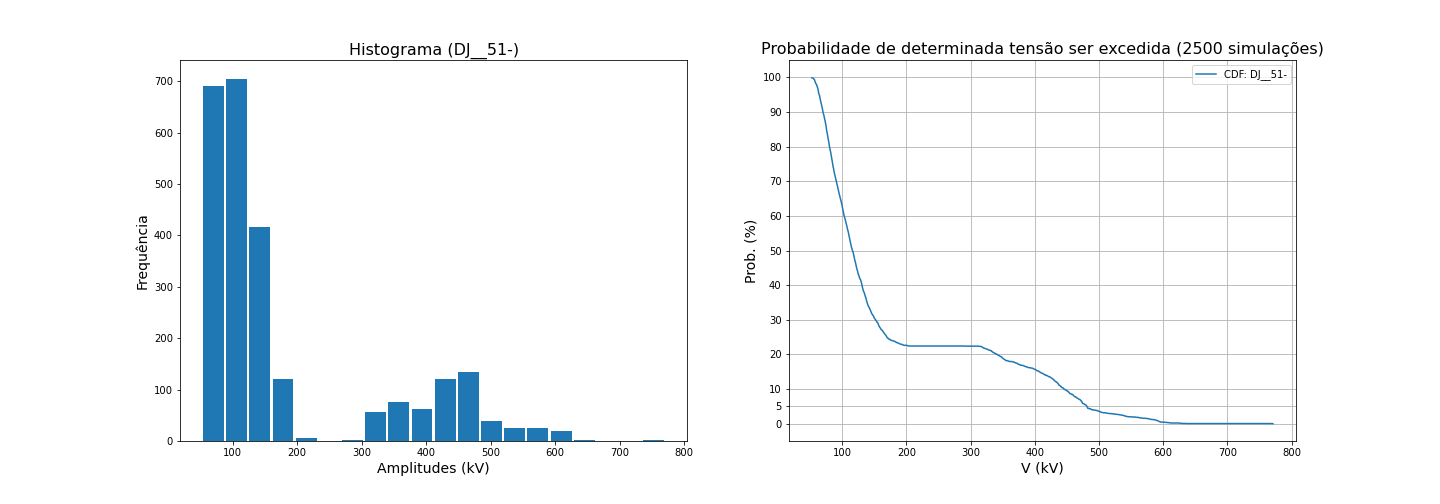 Histograma (DJ__51-)
700
600
500
400
300
200
100
0
Frequência
100 200 300 400 500 600 700 800
Amplitudes (kV)
Probabilidade de determinada tensão ser excedida (2500 simulações)
CDF: DJ__51-
100
90
80
70
60
50
40
30
20
10
5
0
Prob. (%)
100 200 300 400 500 600 700 800
V (kV)